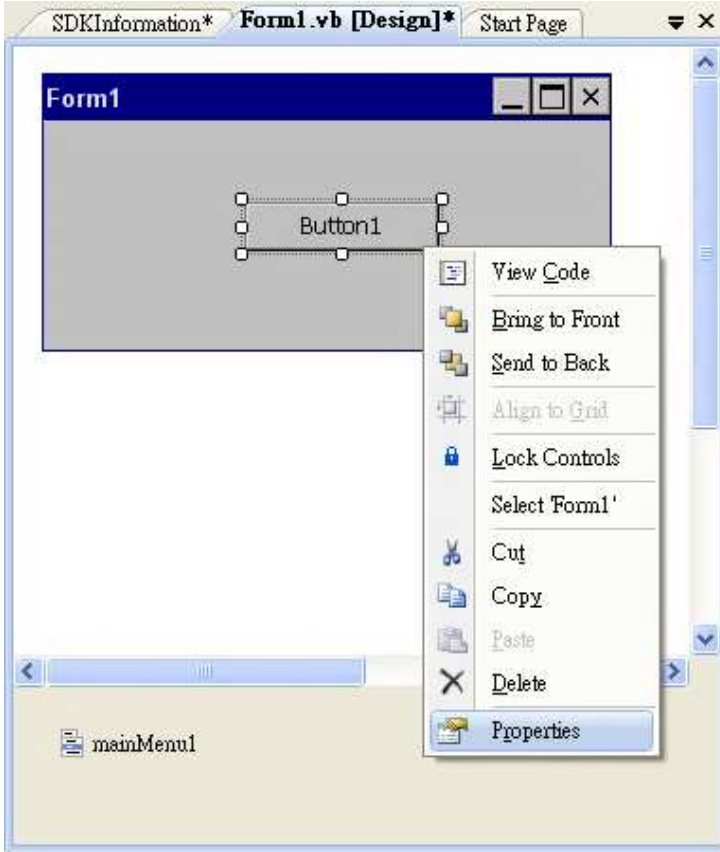 SDKInformation* Form1.vb [Design]* Start Page
Form1
Button1
View Code
Bring to Front
Send to Back
Align to Grid
Lock Controls
Select 'Form1'
Cut
Copy
Paste
Delete
Properties
mainMenu1